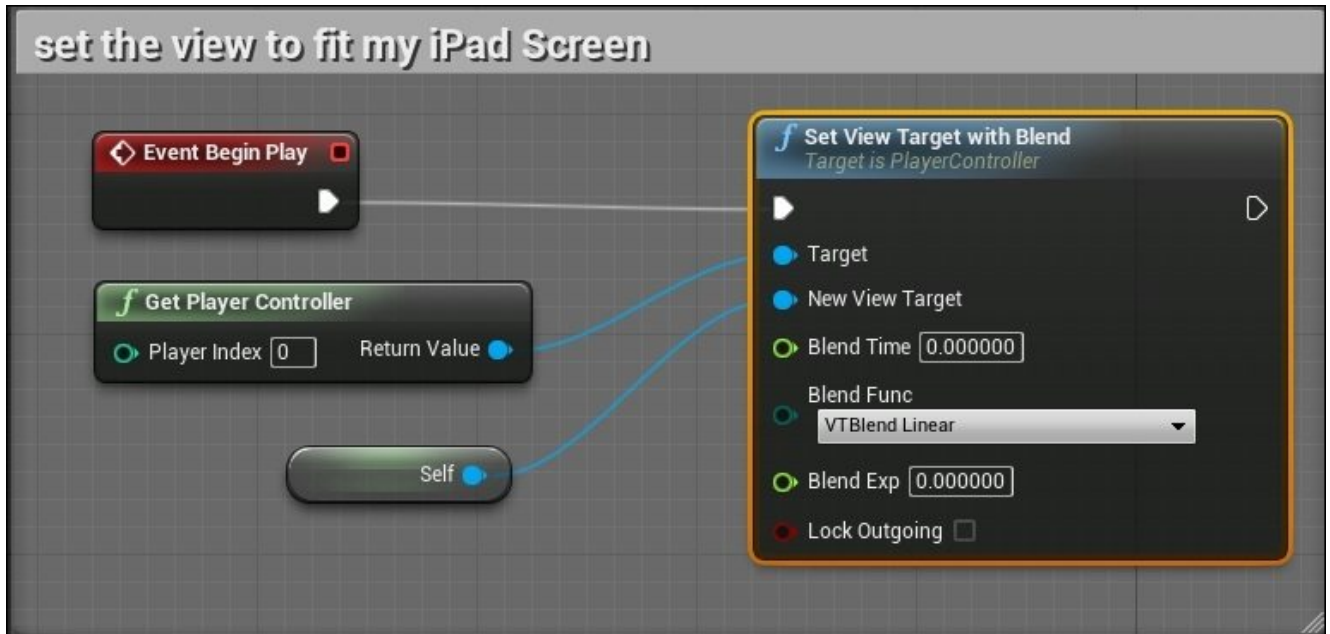 set the view to fit my iPad Screen
Event Begin Play
Get Player Controller
Player Index 0 Return Value
Self
f Set View Target with Blend
Target is PlayerController
Target
New View Target
Blend Time 0.000000
Blend Func
VTBlend Linear
Blend Exp 0.000000
Lock Outgoing